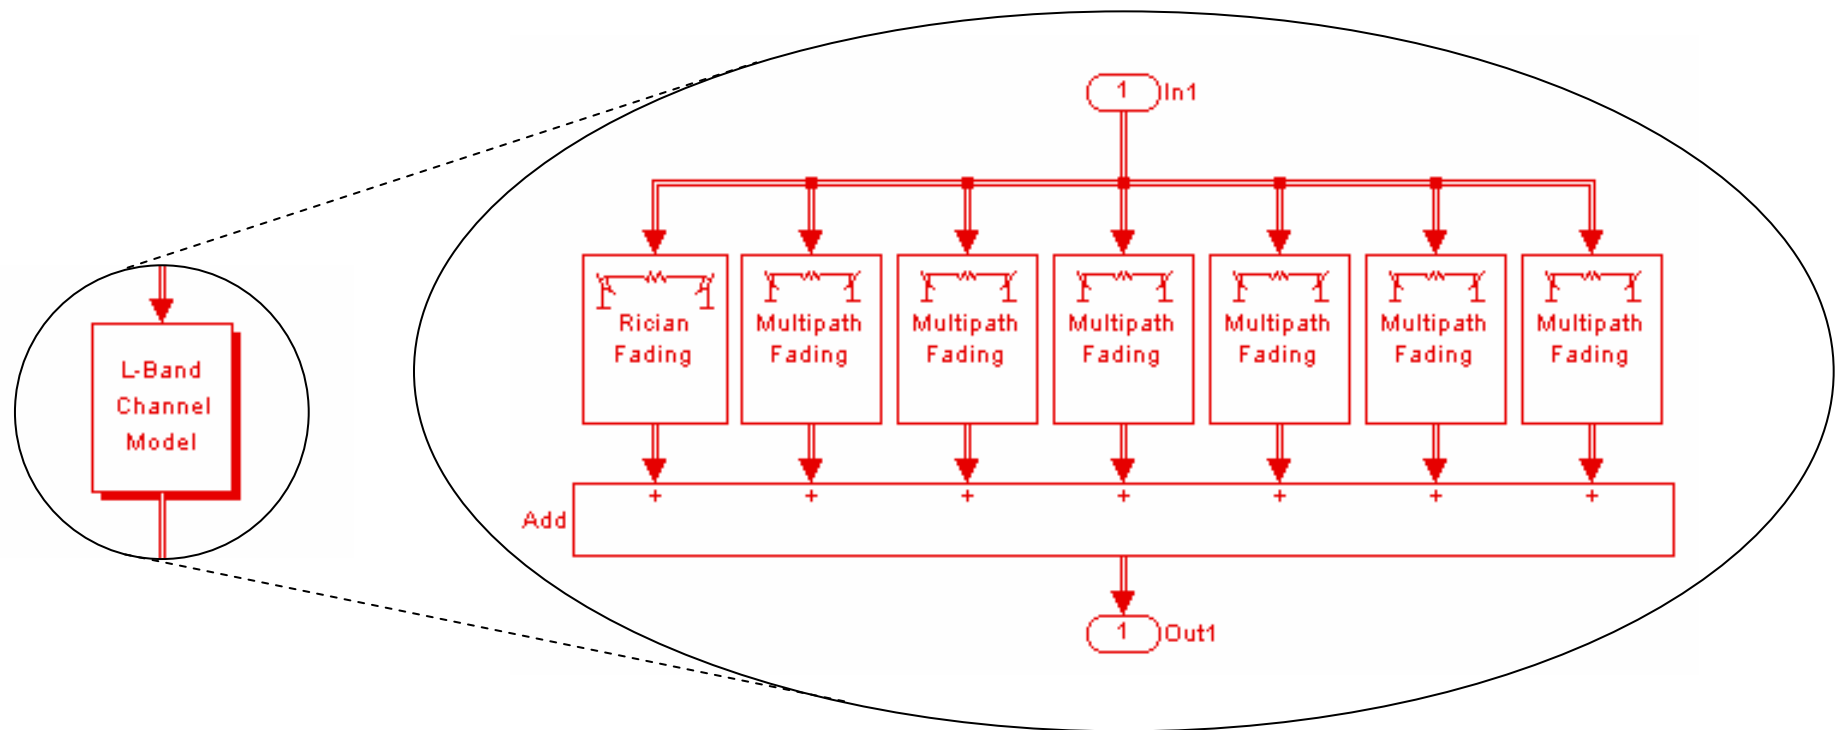 L-Band
Channel
Model
1 In1
Rician Multipath Multipath Multipath Multipath Multipath Multipath
Fading Fading Fading Fading Fading Fading Fading
+ + + + + + +
Add
1 Out1